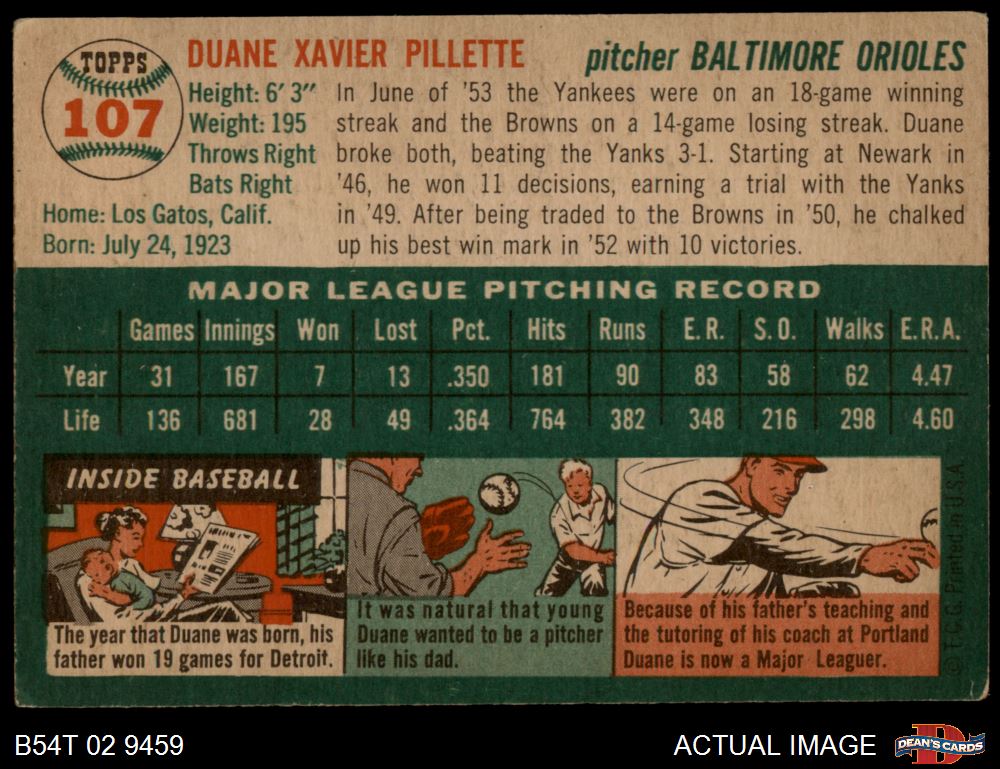 TOPPS
107
DUANE XAVIER PILLETTE
pitcher BALTIMORE ORIOLES
Height: 6' 3"
Weight: 195
Throws Right
Bats Right
Home: Los Gatos, Calif.
Born: July 24, 1923
In June of '53 the Yankees were on an 18-game winning
streak and the Browns on a 14-game losing streak. Duane
broke both, beating the Yanks 3-1. Starting at Newark in
'46, he won 11 decisions, earning a trial with the Yanks
in '49. After being traded to the Browns in '50, he chalked
up his best win mark in '52 with 10 victories.
MAJOR LEAGUE PITCHING RECORD
Games Innings Won Lost Pct. Hits Runs E.R. S.O. Walks E.R.A.
Year 31 167 7 13 .350 181 90 83 58 62 4.47
Life 136 681 28 49 .364 764 382 348 216 298 4.60
INSIDE BASEBALL
The year that Duane was born, his
father won 19 games for Detroit.
It was natural that young
Duane wanted to be a pitcher
like his dad.
Because of his father's teaching and
the tutoring of his coach at Portland
Duane is now a Major Leaguer.
© T.C.G. Printed in U.S.A.
B54T 02 9459
ACTUAL IMAGE
DEAN'S CARDS